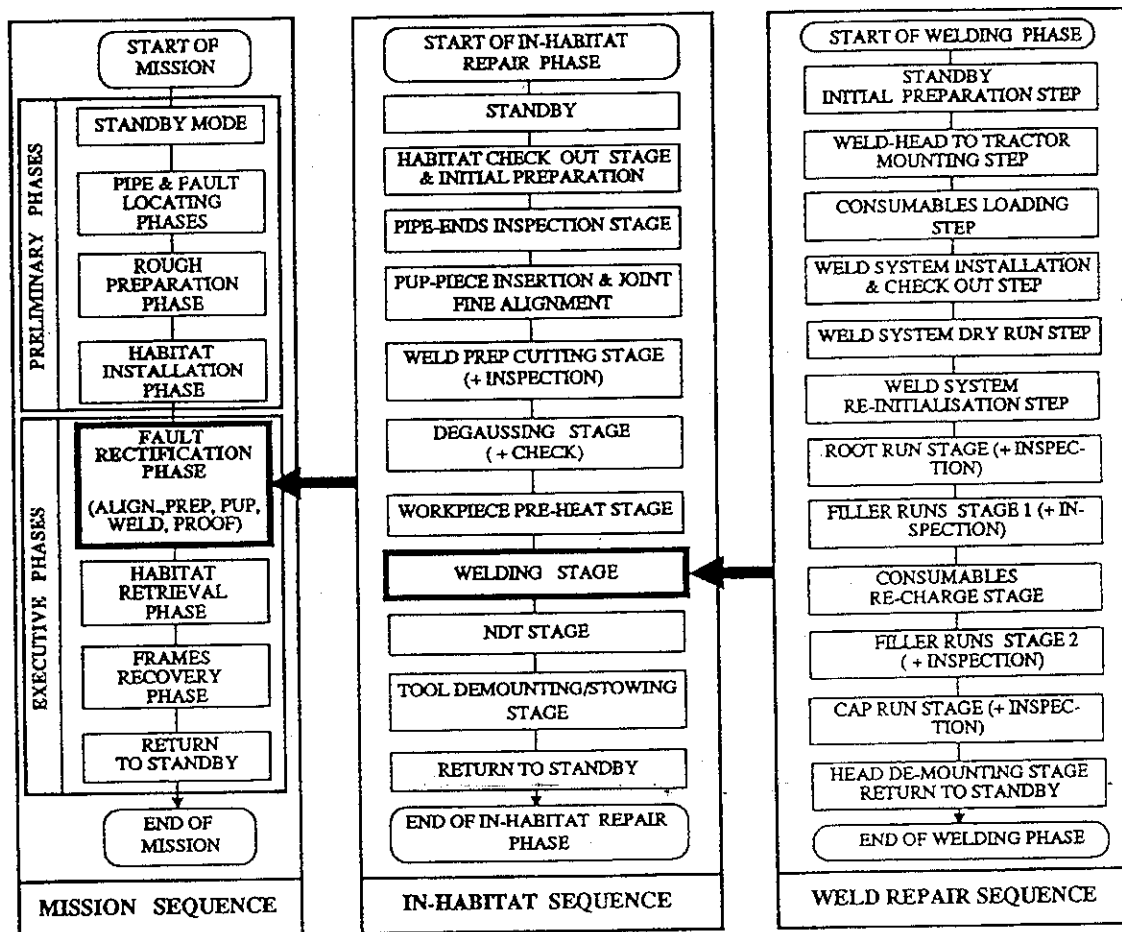 START OF
MISSION
PRELIMINARY PHASES
STANDBY MODE
PIPE & FAULT
LOCATING
PHASES
ROUGH
PREPARATION
PHASE
HABITAT
INSTALLATION
PHASE
EXECUTIVE PHASES
FAULT
RECTIFICATION
PHASE
(ALIGN.,PREP, PUP,
WELD, PROOF)
HABITAT
RETRIEVAL
PHASE
FRAMES
RECOVERY
PHASE
RETURN
TO STANDBY
END OF
MISSION
MISSION SEQUENCE
START OF IN-HABITAT
REPAIR PHASE
STANDBY
HABITAT CHECK OUT STAGE
& INITIAL PREPARATION
PIPE-ENDS INSPECTION STAGE
PUP-PIECE INSERTION & JOINT
FINE ALIGNMENT
WELD PREP CUTTING STAGE
(+ INSPECTION)
DEGAUSSING STAGE
( + CHECK)
WORKPIECE PRE-HEAT STAGE
WELDING STAGE
NDT STAGE
TOOL DEMOUNTING/STOWING
STAGE
RETURN TO STANDBY
END OF IN-HABITAT REPAIR
PHASE
IN-HABITAT SEQUENCE
START OF WELDING PHASE
STANDBY
INITIAL PREPARATION STEP
WELD-HEAD TO TRACTOR
MOUNTING STEP
CONSUMABLES LOADING
STEP
WELD SYSTEM INSTALLATION
& CHECK OUT STEP
WELD SYSTEM DRY RUN STEP
WELD SYSTEM
RE-INITIALISATION STEP
ROOT RUN STAGE (+ INSPEC-
TION)
FILLER RUNS STAGE 1 (+ IN-
SPECTION)
CONSUMABLES
RE-CHARGE STAGE
FILLER RUNS STAGE 2
( + INSPECTION)
CAP RUN STAGE (+ INSPEC-
TION)
HEAD DE-MOUNTING STAGE
RETURN TO STANDBY
END OF WELDING PHASE
WELD REPAIR SEQUENCE